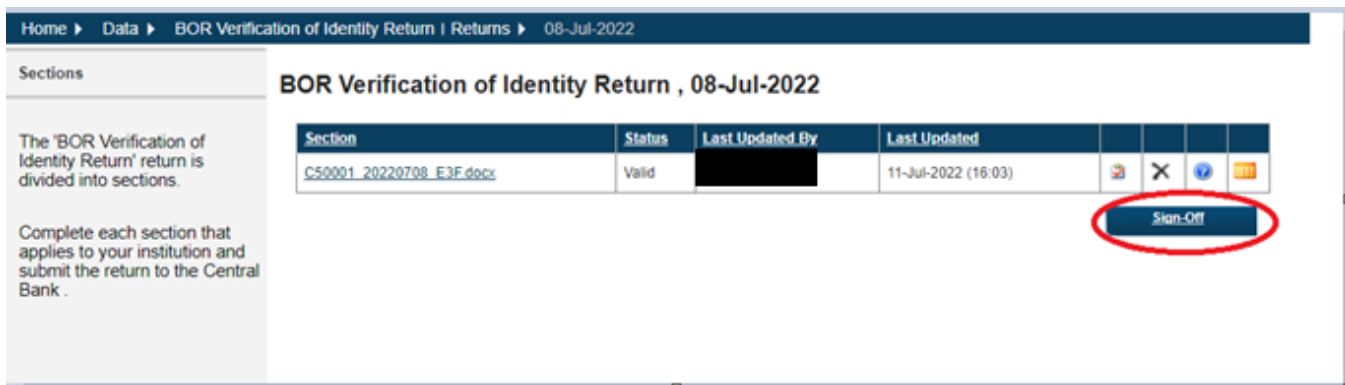 Home Data BOR Verification of Identity Return | Returns 08-Jul-2022
Sections
BOR Verification of Identity Return , 08-Jul-2022
The 'BOR Verification of
Identity Return' return is
divided into sections.
Complete each section that
applies to your institution and
submit the return to the Central
Bank .
Section Status Last Updated By Last Updated
C50001_20220708_E3F.docx Valid 11-Jul-2022 (16:03)
Sign-Off